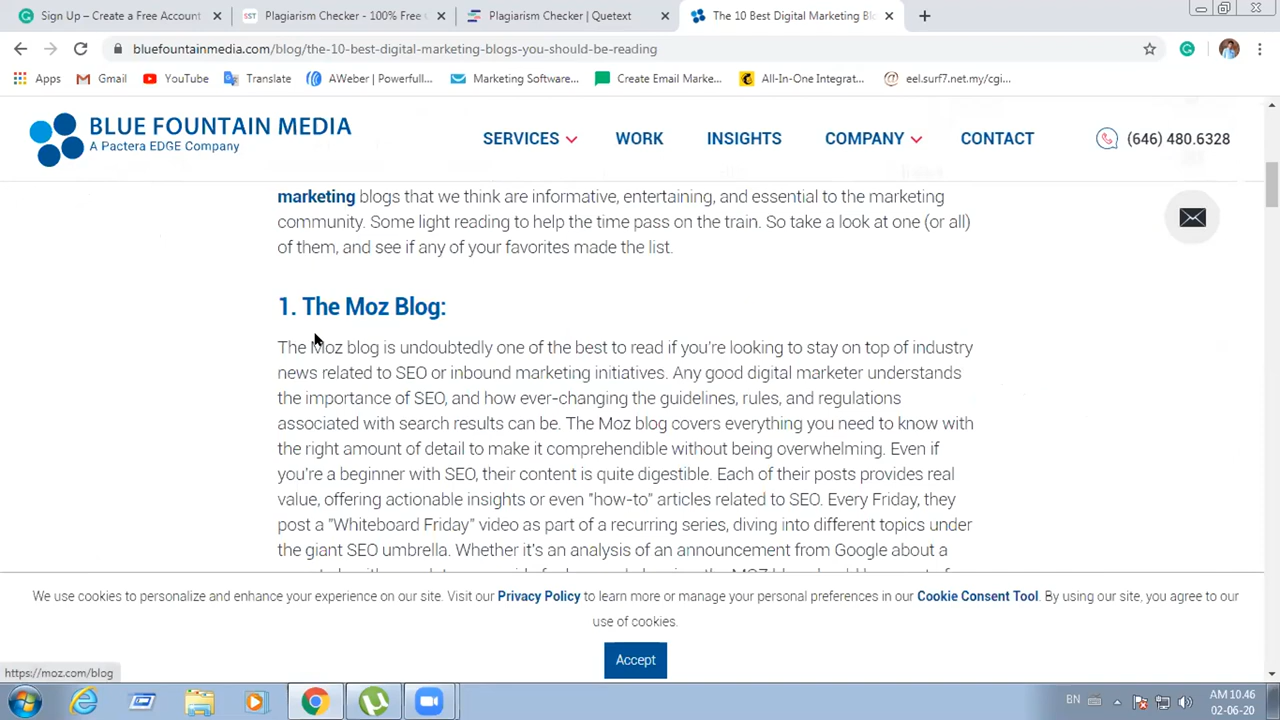 Sign Up – Create a Free Account
SST Plagiarism Checker - 100% Free
Plagiarism Checker | Quetext
The 10 Best Digital Marketing Bl
bluefountainmedia.com/blog/the-10-best-digital-marketing-blogs-you-should-be-reading
Apps Gmail YouTube Translate AWeber | Powerfull... Marketing Software... Create Email Marke... All-In-One Integrat... eel.surf7.net.my/cgi...
BLUE FOUNTAIN MEDIA
A Pactera EDGE Company
SERVICES WORK INSIGHTS COMPANY CONTACT (646) 480.6328
marketing blogs that we think are informative, entertaining, and essential to the marketing
community. Some light reading to help the time pass on the train. So take a look at one (or all)
of them, and see if any of your favorites made the list.
1. The Moz Blog:
The Moz blog is undoubtedly one of the best to read if you're looking to stay on top of industry
news related to SEO or inbound marketing initiatives. Any good digital marketer understands
the importance of SEO, and how ever-changing the guidelines, rules, and regulations
associated with search results can be. The Moz blog covers everything you need to know with
the right amount of detail to make it comprehendible without being overwhelming. Even if
you're a beginner with SEO, their content is quite digestible. Each of their posts provides real
value, offering actionable insights or even "how-to" articles related to SEO. Every Friday, they
post a "Whiteboard Friday" video as part of a recurring series, diving into different topics under
the giant SEO umbrella. Whether it's an analysis of an announcement from Google about a
We use cookies to personalize and enhance your experience on our site. Visit our Privacy Policy to learn more or manage your personal preferences in our Cookie Consent Tool. By using our site, you agree to our
use of cookies.
Accept
https://moz.com/blog
BN
AM 10.46
02-06-20